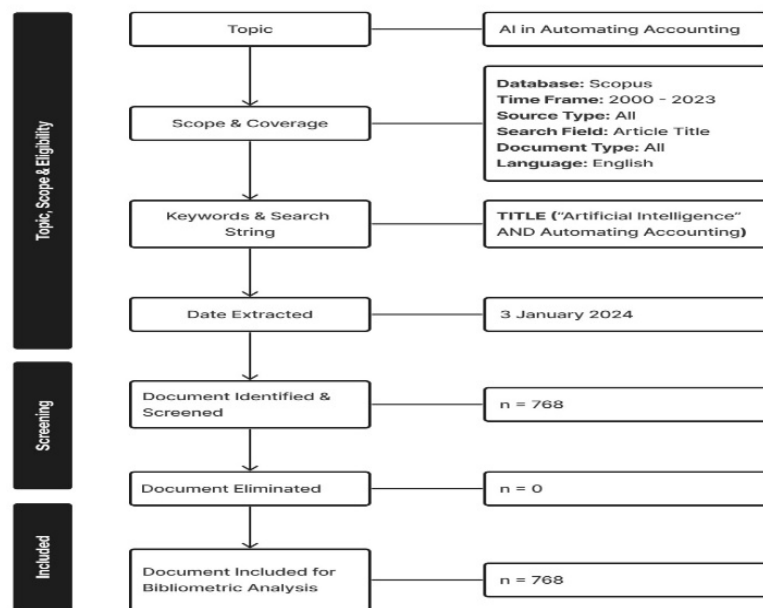 Topic, Scope & Eligibility
Topic
AI in Automating Accounting
Scope & Coverage
Database: Scopus
Time Frame: 2000 - 2023
Source Type: All
Search Field: Article Title
Document Type: All
Language: English
Keywords & Search
String
TITLE (“Artificial Intelligence”
AND Automating Accounting)
Date Extracted
3 January 2024
Screening
Document Identified &
Screened
n = 768
Document Eliminated
n = 0
Included
Document Included for
Bibliometric Analysis
n = 768